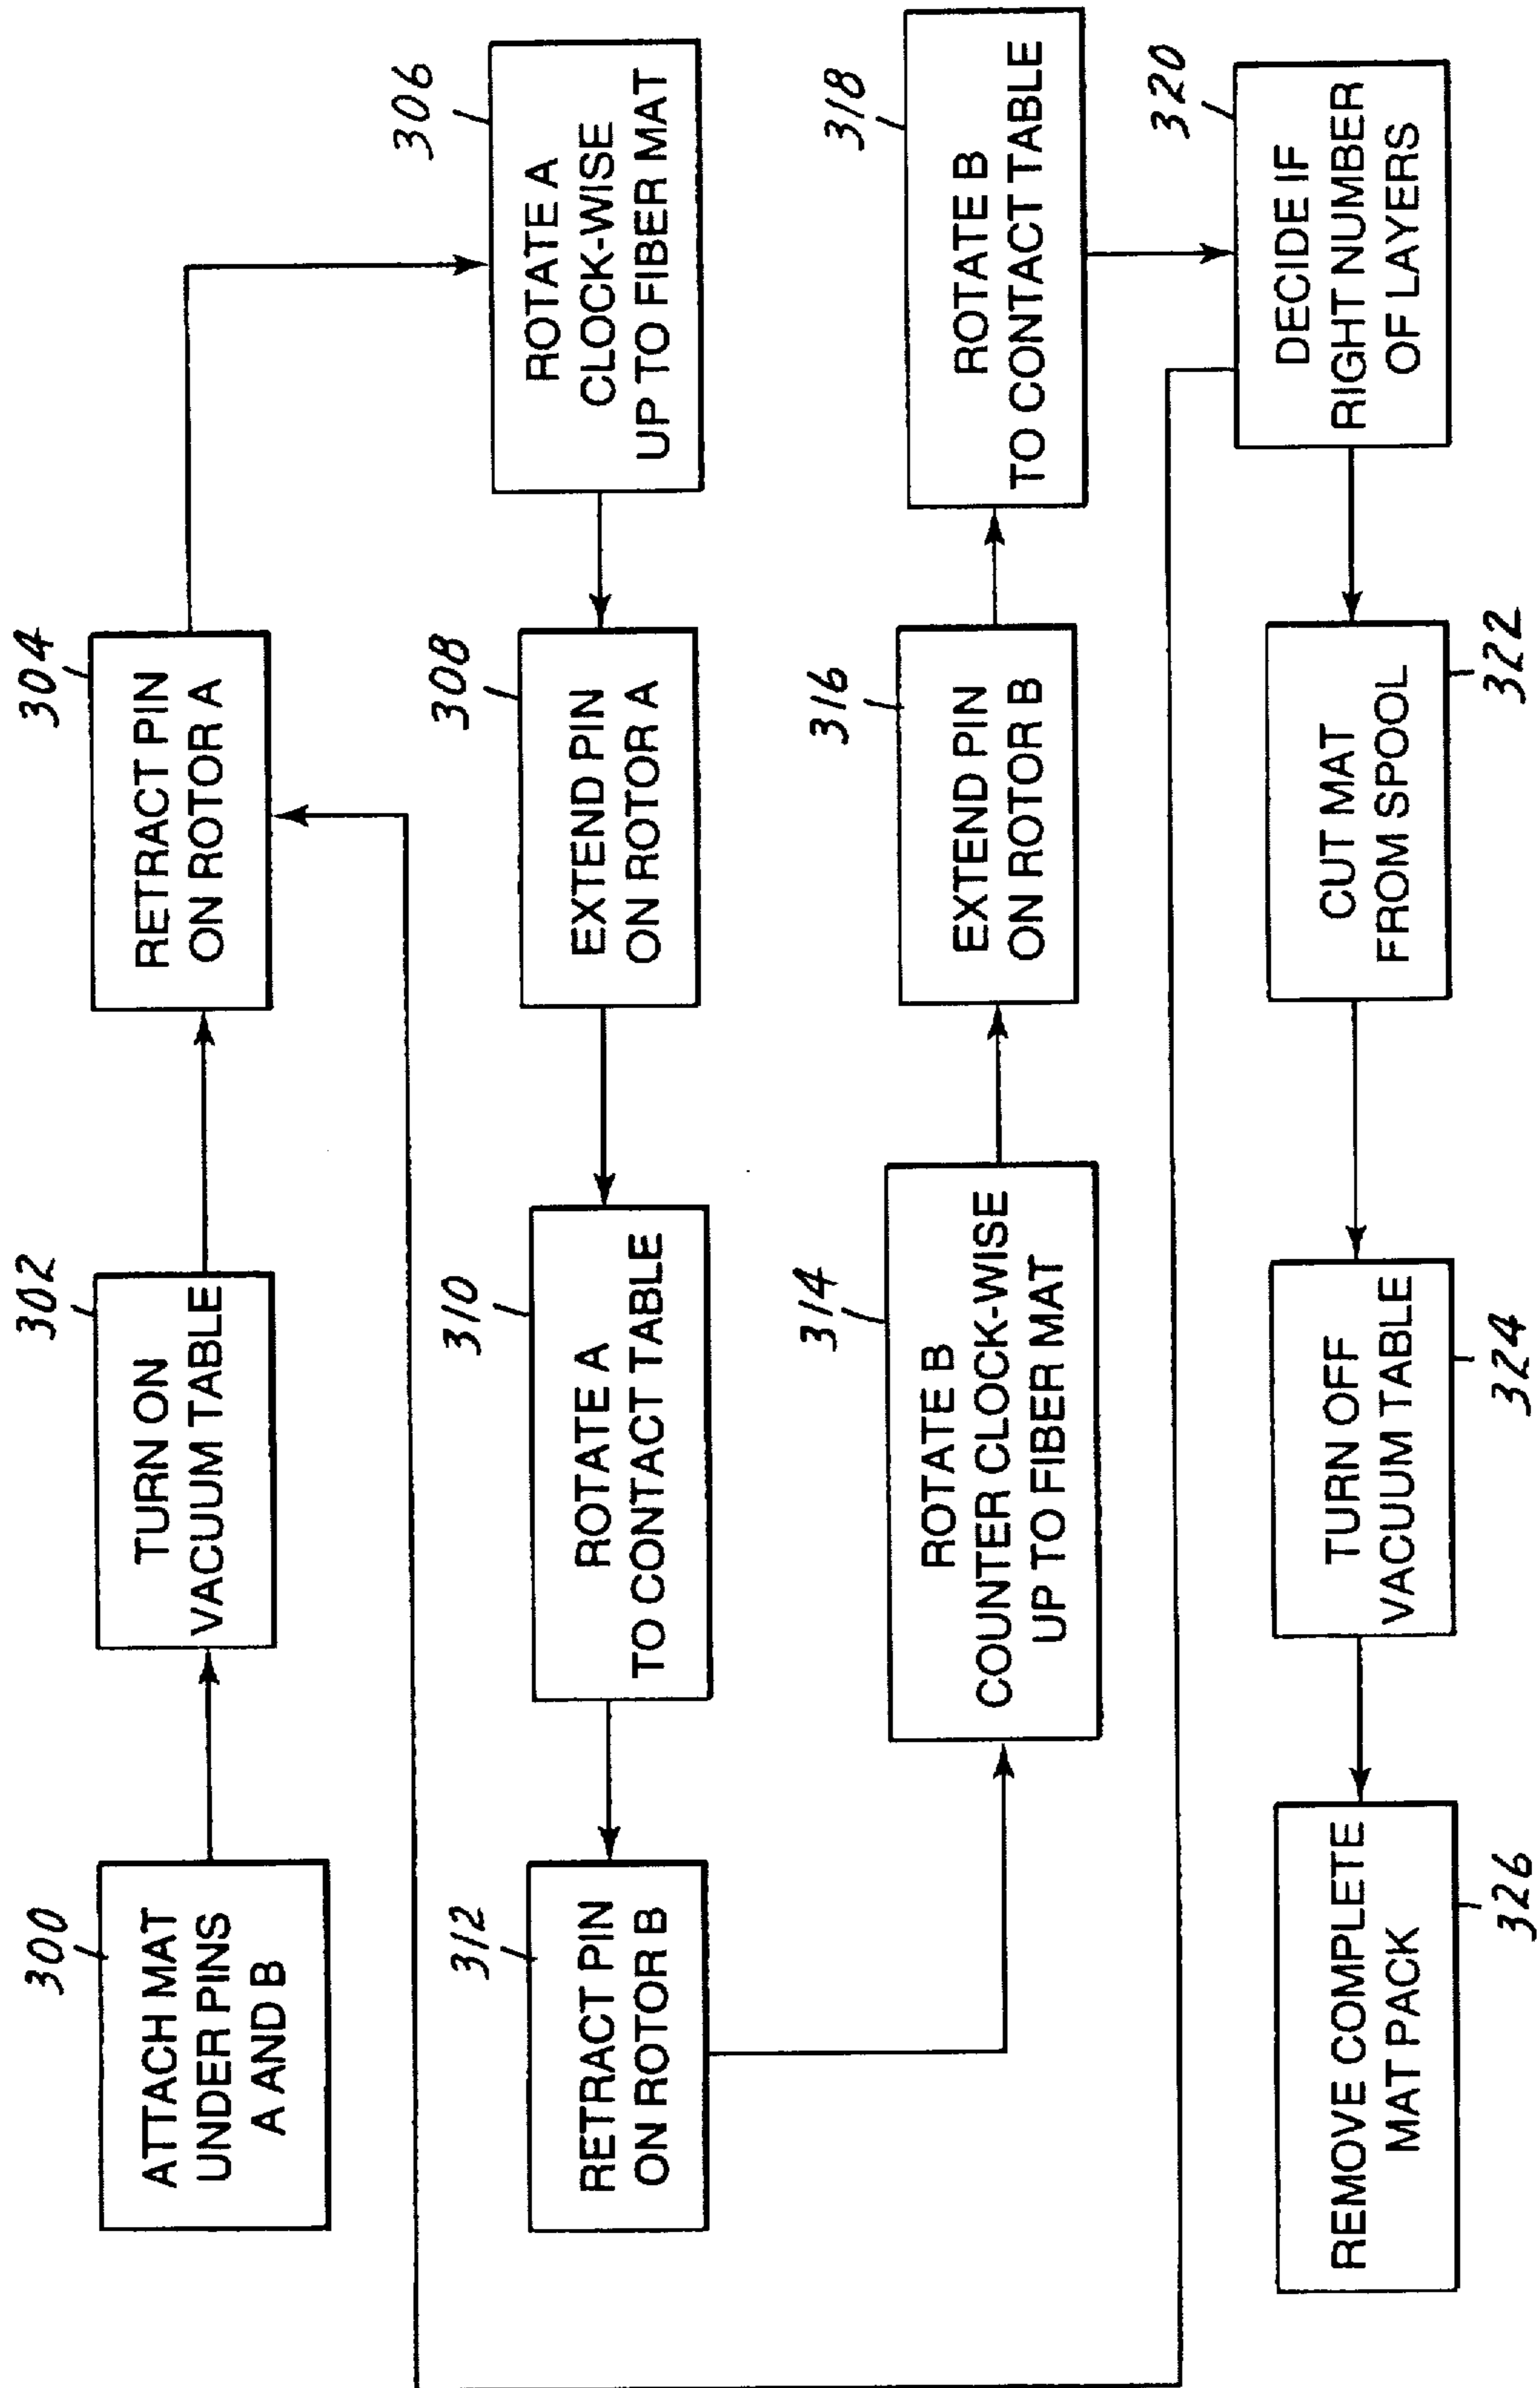 300
ATTACH MAT
UNDER PINS
A AND B
302
TURN ON
VACUUM TABLE
304
RETRACT PIN
ON ROTOR A
306
ROTATE A
CLOCK-WISE
UP TO FIBER MAT
308
EXTEND PIN
ON ROTOR A
310
ROTATE A
TO CONTACT TABLE
312
RETRACT PIN
ON ROTOR B
314
ROTATE B
COUNTER CLOCK-WISE
UP TO FIBER MAT
316
EXTEND PIN
ON ROTOR B
318
ROTATE B
TO CONTACT TABLE
320
DECIDE IF
RIGHT NUMBER
OF LAYERS
CUT MAT
FROM SPOOL
322
TURN OFF
VACUUM TABLE
324
REMOVE COMPLETE
MAT PACK
326